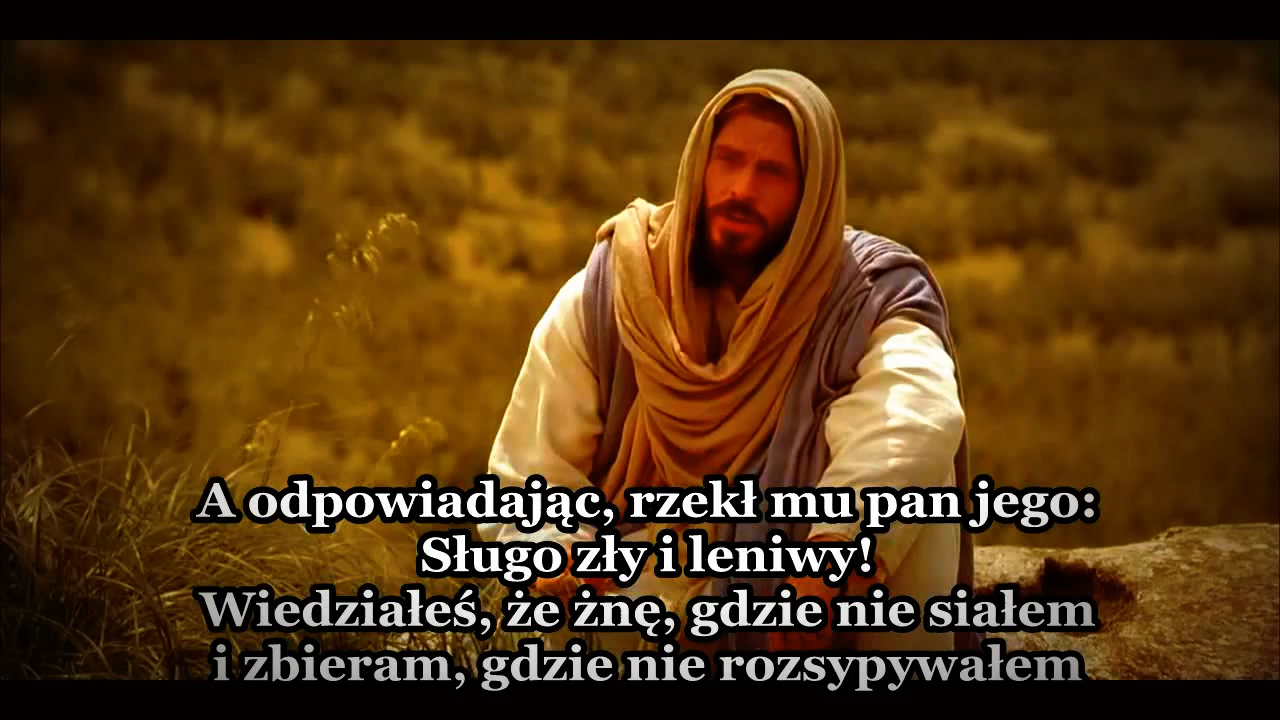 A odpowiadając, rzekł mu pan jego:
Sługo zły i leniwy!
Wiedziałeś, że żnę, gdzie nie siałem
i zbieram, gdzie nie rozsypywałem